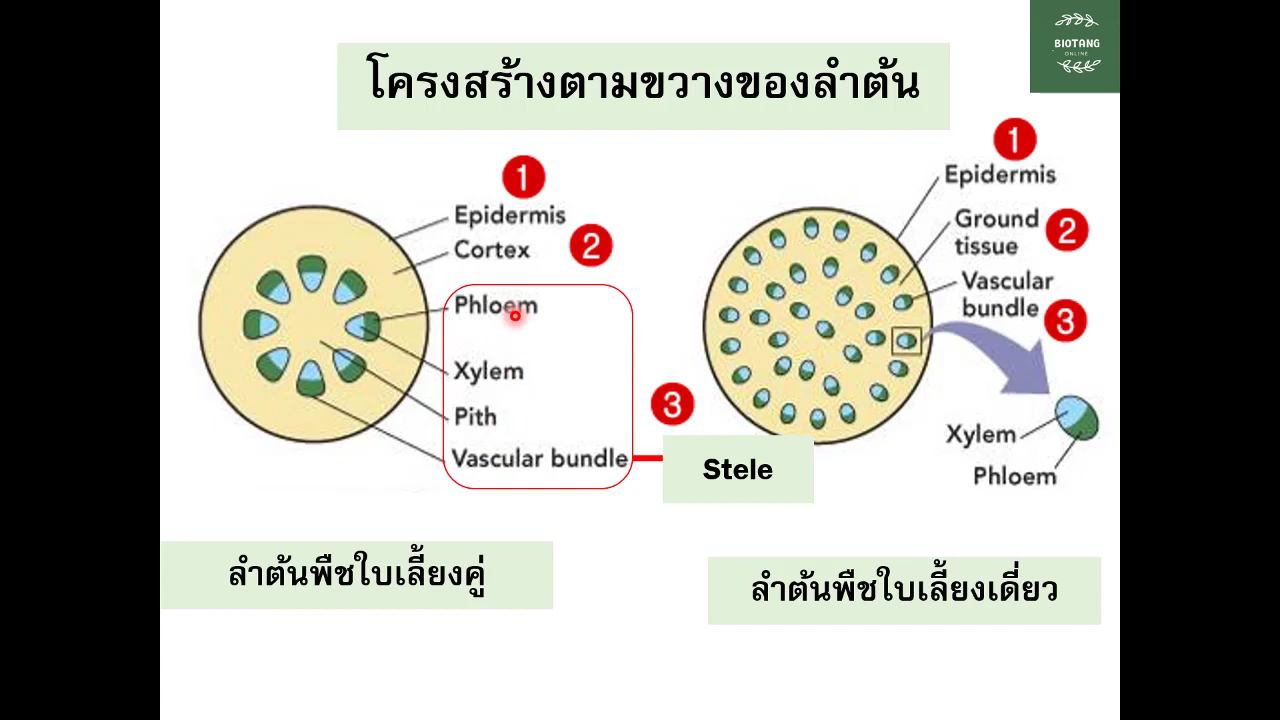 BIOTANG
ONLINE
โครงสร้างตามขวางของลำต้น
1
Epidermis
Cortex
2
Phloem
Xylem
Pith
Vascular bundle
3
Stele
ลำต้นพืชใบเลี้ยงคู่
1
Epidermis
Ground
tissue
2
Vascular
bundle
3
Xylem
Phloem
ลำต้นพืชใบเลี้ยงเดี่ยว